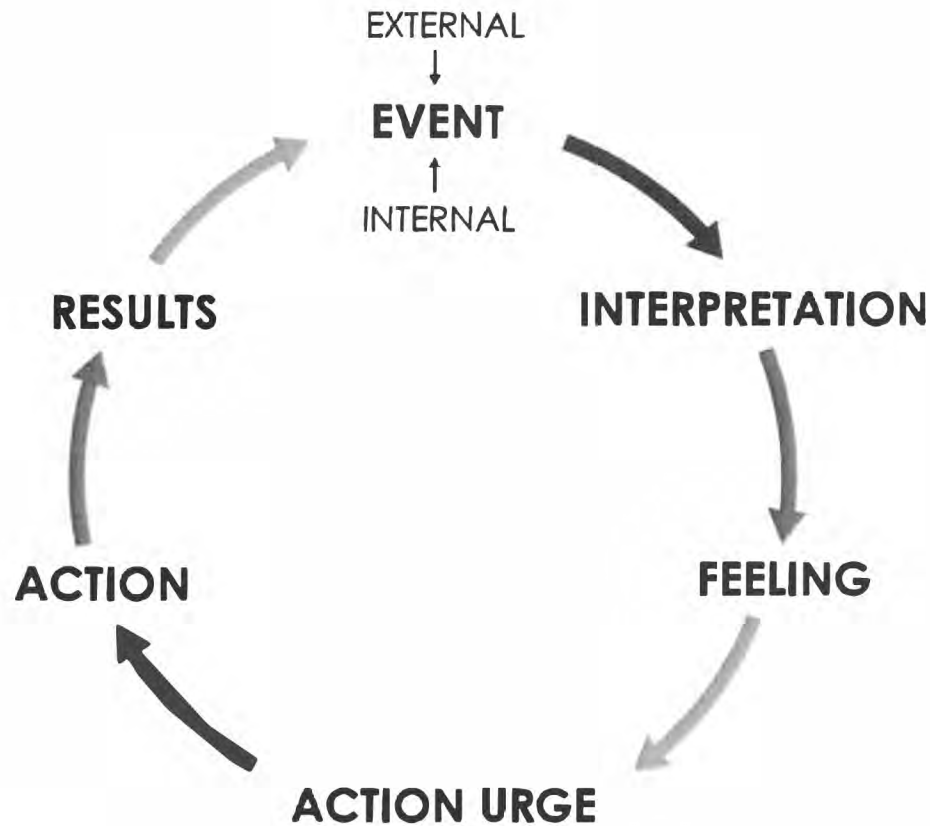 EXTERNAL
EVENT
INTERNAL
INTERPRETATION
FEELING
ACTION URGE
ACTION
RESULTS